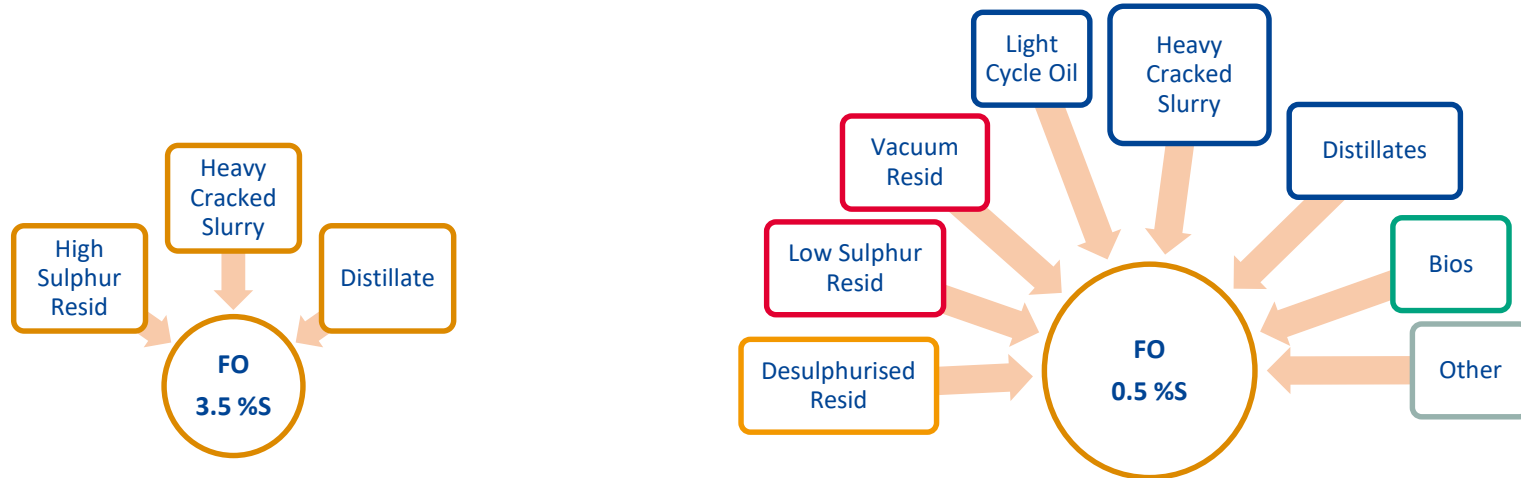 High
Sulphur
Resid
Heavy
Cracked
Slurry
Distillate
FO
3.5 %S
Desulphurised
Resid
Low Sulphur
Resid
Vacuum
Resid
Light
Cycle Oil
Heavy
Cracked
Slurry
Distillates
Bios
Other
FO
0.5 %S